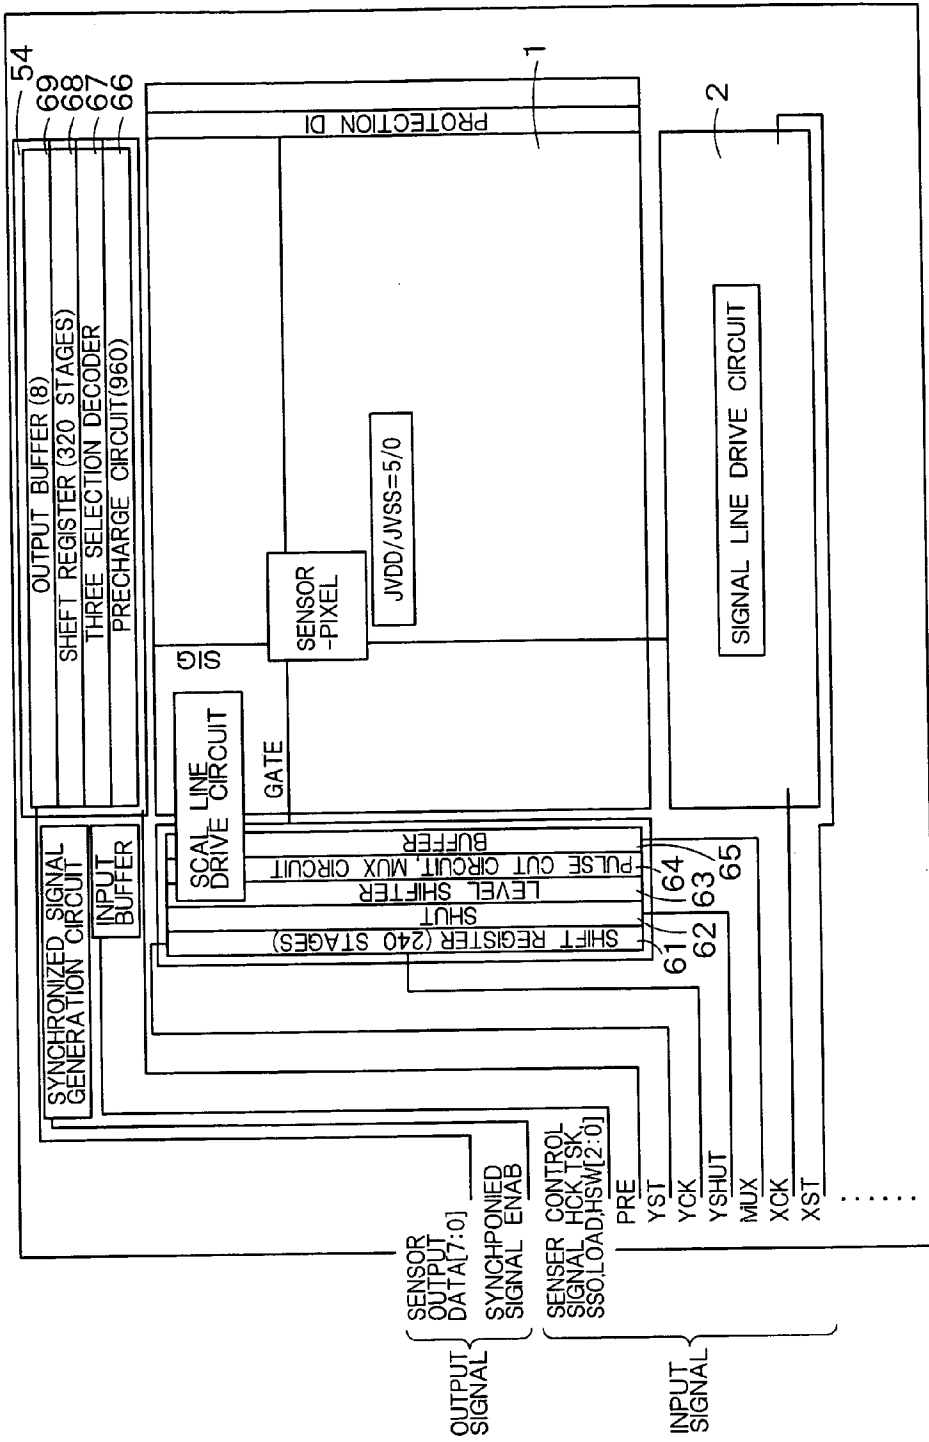 54
69
68
67
66
OUTPUT BUFFER (8)
SHEFT REGISTER (320 STAGES)
THREE SELECTION DECODER
PRECHARGE CIRCUIT(960)
SYNCHRONIZED SIGNAL
GENERATION CIRCUIT
INPUT
BUFFER
1
PROTECTION DI
SIG
SENSOR
-PIXEL
JVDD/JVSS=5/0
GATE
SCAL LINE
DRIVE CIRCUIT
BUFFER
PULSE CUT CIRCUIT, MUX CIRCUIT
LEVEL SHIFTER
SHUT
SHIFT REGISTER (240 STAGES)
65
64
63
62
61
2
SIGNAL LINE DRIVE CIRCUIT
OUTPUT
SIGNAL
SENSOR
OUTPUT
DATA[7:0]
SYNCHPONIED
SIGNAL ENAB
INPUT
SIGNAL
SENSER CONTROL
SIGNAL HCK,TSK,
SSO,LOAD,HSW[2:0]
PRE
YST
YCK
YSHUT
MUX
XCK
XST
......